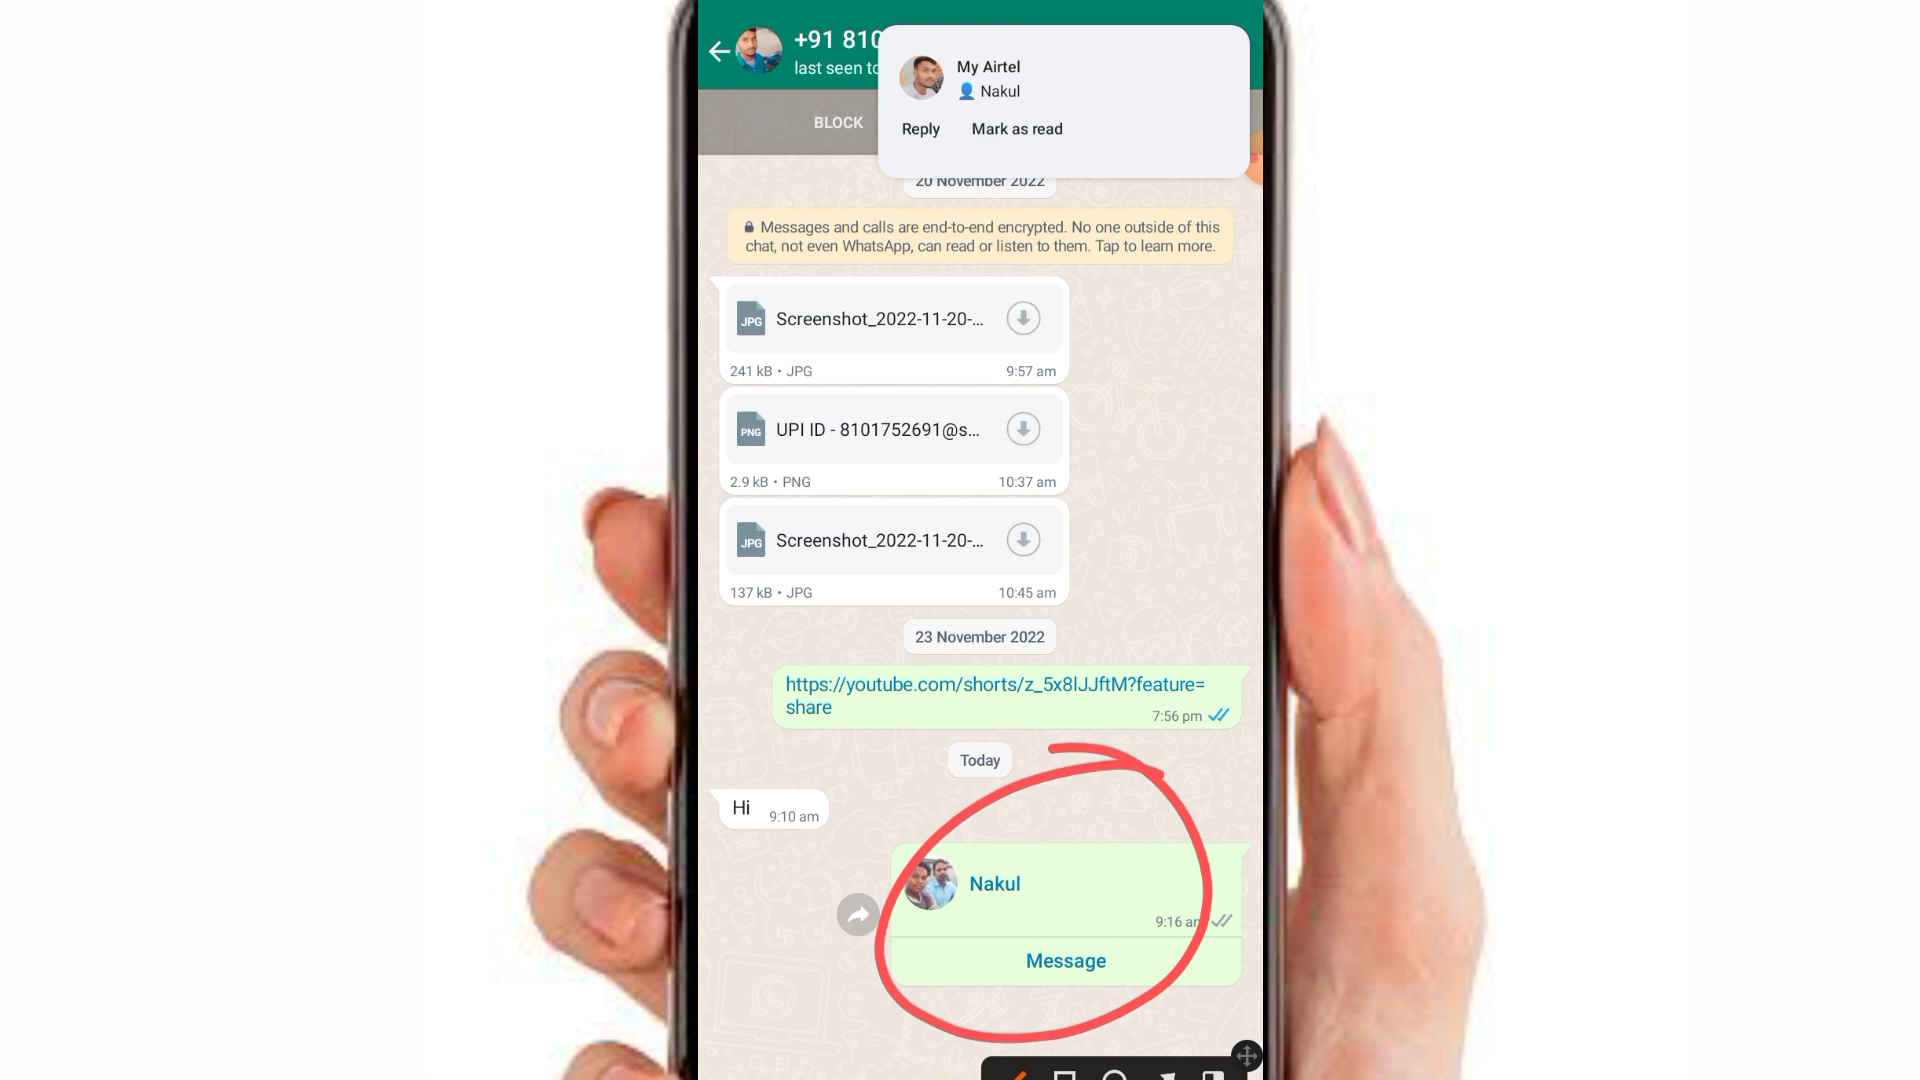 +91 810
last seen to
My Airtel
Nakul
Reply Mark as read
BLOCK
20 November 2022
Messages and calls are end-to-end encrypted. No one outside of this
chat, not even WhatsApp, can read or listen to them. Tap to learn more.
JPG Screenshot_2022-11-20-...
241 kB • JPG 9:57 am
PNG UPI ID - 8101752691@s...
2.9 kB • PNG 10:37 am
JPG Screenshot_2022-11-20-...
137 kB • JPG 10:45 am
23 November 2022
https://youtube.com/shorts/z_5x8lJJftM?feature=
share
7:56 pm
Today
Hi 9:10 am
Nakul
9:16 am
Message